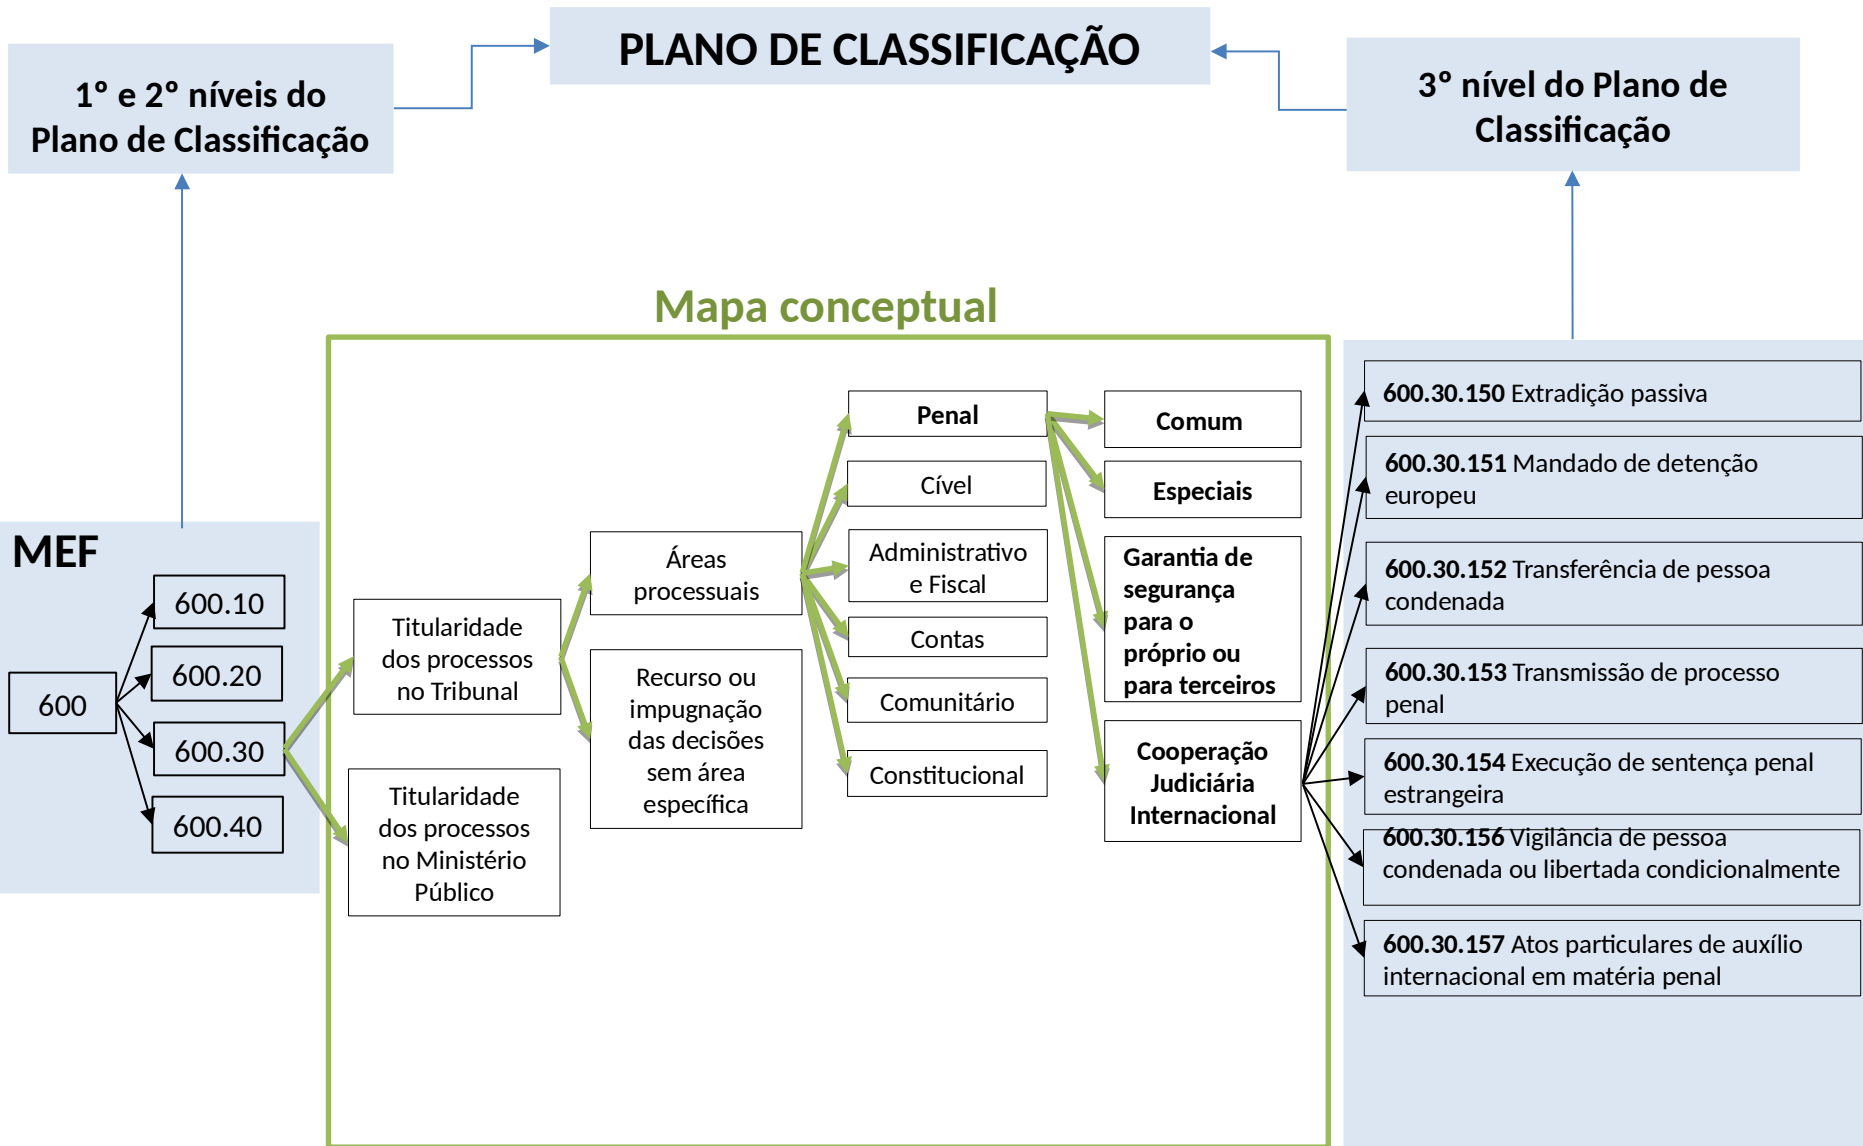 PLANO DE CLASSIFICAÇÃO
1º e 2º níveis do
Plano de Classificação
3º nível do Plano de
Classificação
Mapa conceptual
MEF
600
600.10
600.20
600.30
600.40
Titularidade
dos processos
no Tribunal
Titularidade
dos processos
no Ministério
Público
Áreas
processuais
Recurso ou
impugnação
das decisões
sem área
específica
Penal
Cível
Administrativo
e Fiscal
Contas
Comunitário
Constitucional
Comum
Especiais
Garantia de
segurança
para o
próprio ou
para terceiros
Cooperação
Judiciária
Internacional
600.30.150 Extradição passiva
600.30.151 Mandado de detenção
europeu
600.30.152 Transferência de pessoa
condenada
600.30.153 Transmissão de processo
penal
600.30.154 Execução de sentença penal
estrangeira
600.30.156 Vigilância de pessoa
condenada ou libertada condicionalmente
600.30.157 Atos particulares de auxílio
internacional em matéria penal